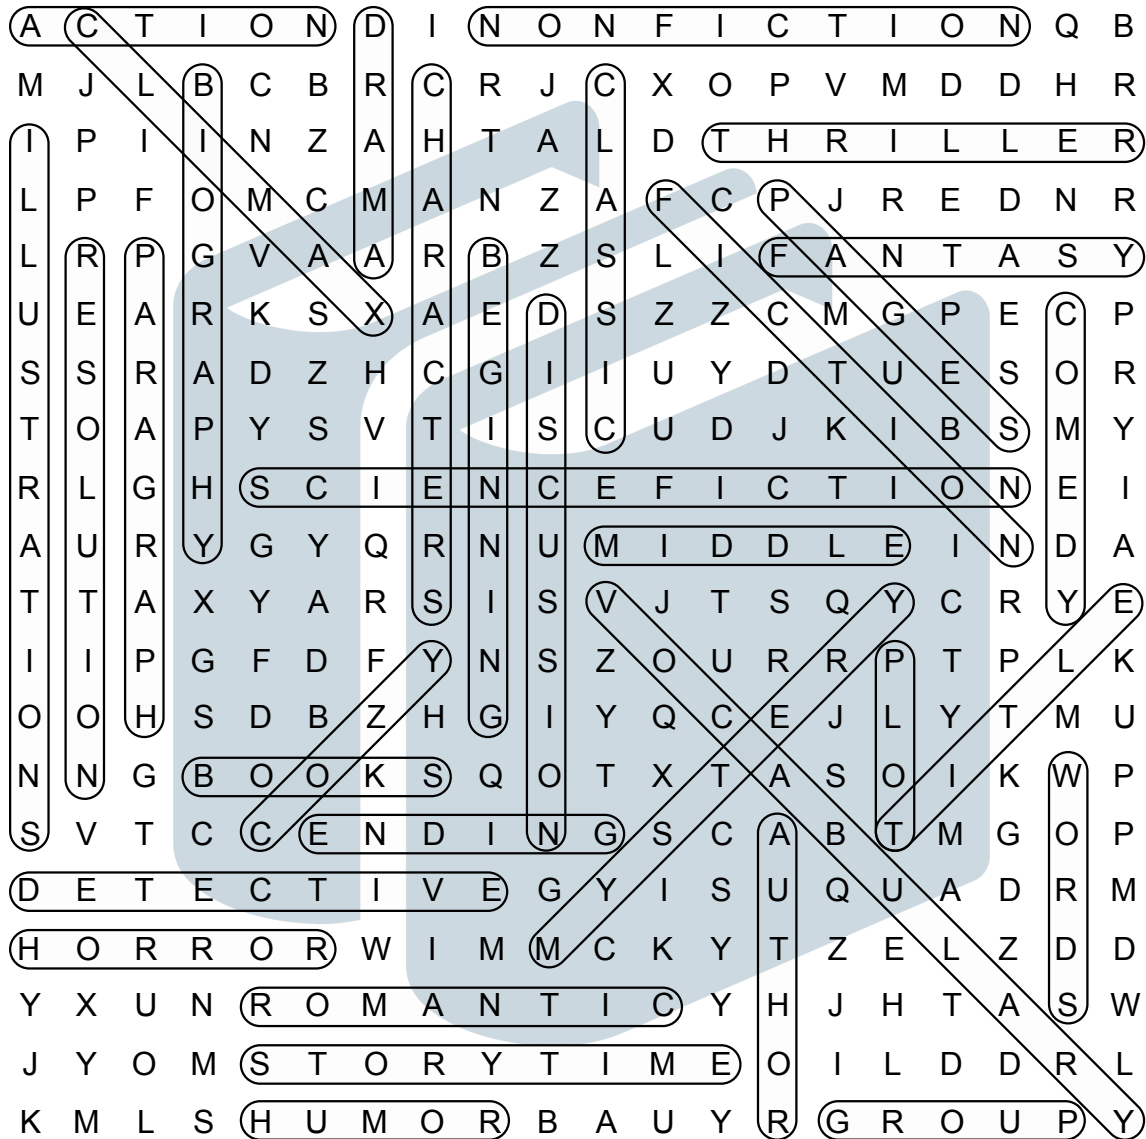 A C T I O N D I N O N F I C T I O N Q B
M J L B C B R C R J C X O P V M D D H R
I P I I N Z A H T A L D T H R I L L E R
L P F O M C M A N Z A F C P J R E D N R
L R P G V A A R B Z S L I F A N T A S Y
U E A R K S X A E D S Z Z C M G P E C P
S S R A D Z H C G I I U Y D T U E S O R
T O A P Y S V T I S C U D J K I B S M Y
R L G H S C I E N C E F I C T I O N E I
A U R Y G Y Q R N U M I D D L E I N D A
T T A X Y A R S I S V J T S Q Y C R Y E
I I P G F D F Y N S Z O U R R P T P L K
O O H S D B Z H G I Y Q C E J L Y T M U
N N G B O O K S Q O T X T A S O I K W P
S V T C C E N D I N G S C A B T M G O P
D E T E C T I V E G Y I S U Q U A D R M
H O R R O R W I M M C K Y T Z E L Z D D
Y X U N R O M A N T I C Y H J H T A S W
J Y O M S T O R Y T I M E O I L D D R L
K M L S H U M O R B A U Y R G R O U P Y